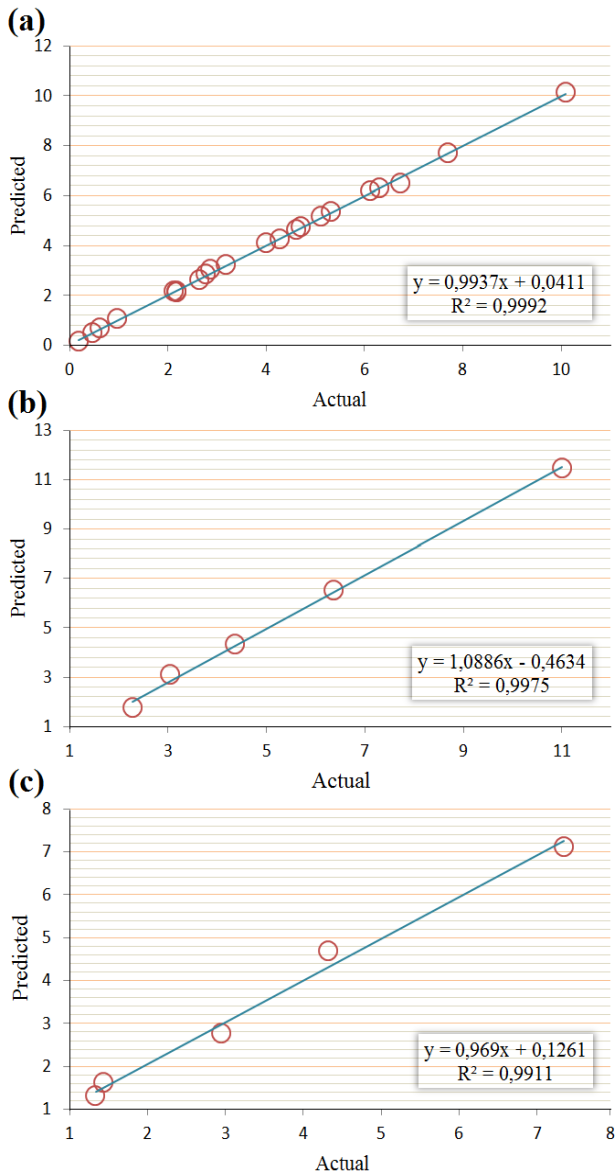 (a)
12
10
8
6
4
2
0
Predicted
y = 0,9937x + 0,0411
R² = 0,9992
0 2 4 6 8 10
Actual
(b)
13
11
9
7
5
3
1
Predicted
y = 1,0886x - 0,4634
R² = 0,9975
1 3 5 7 9 11
Actual
(c)
8
7
6
5
4
3
2
1
Predicted
y = 0,969x + 0,1261
R² = 0,9911
1 2 3 4 5 6 7 8
Actual